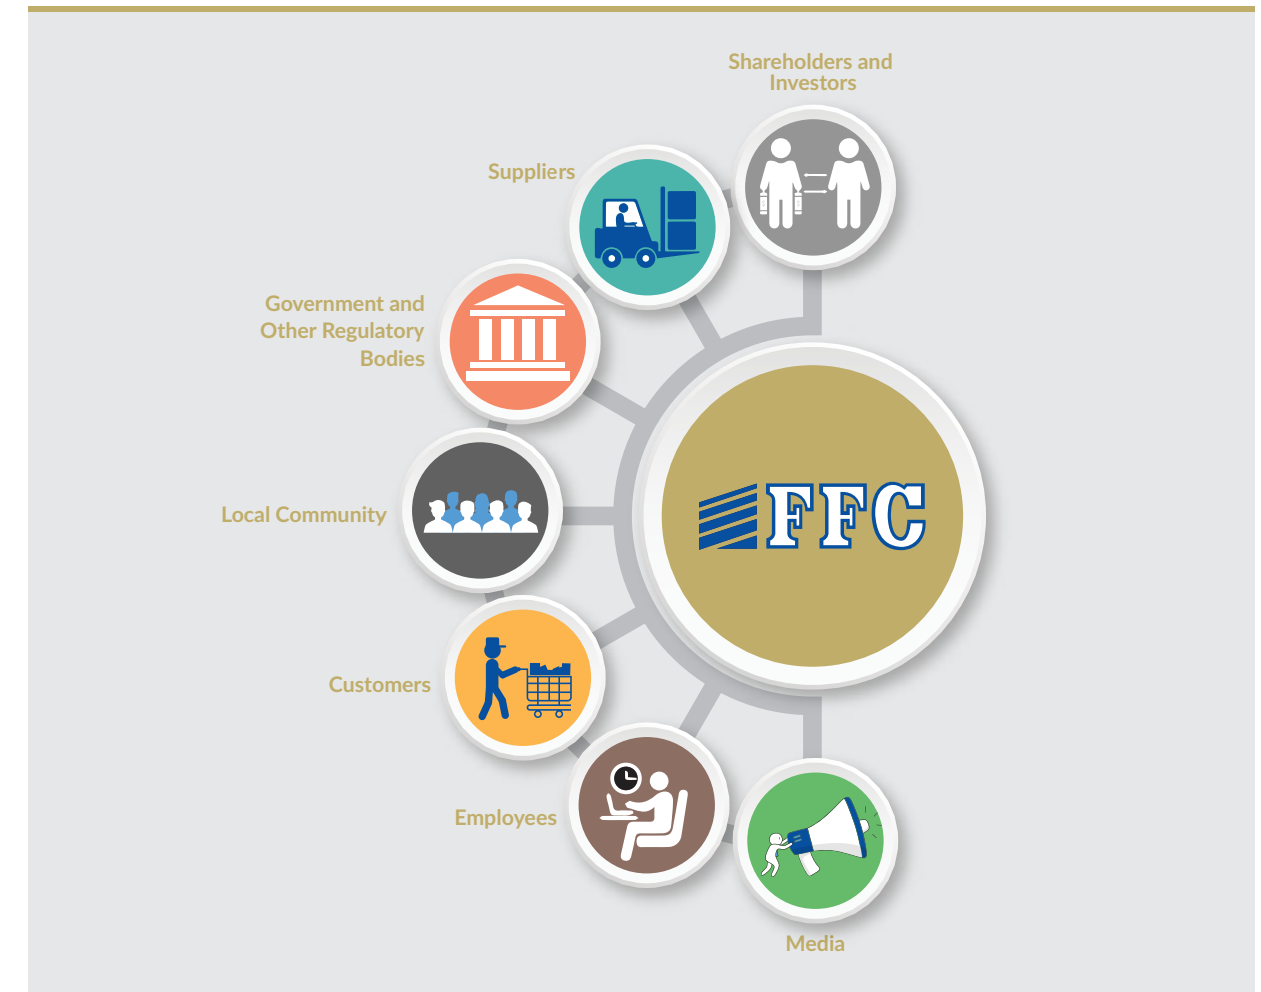 Shareholders and
Investors
Suppliers
Government and
Other Regulatory
Bodies
FFC
Local Community
Customers
Employees
Media